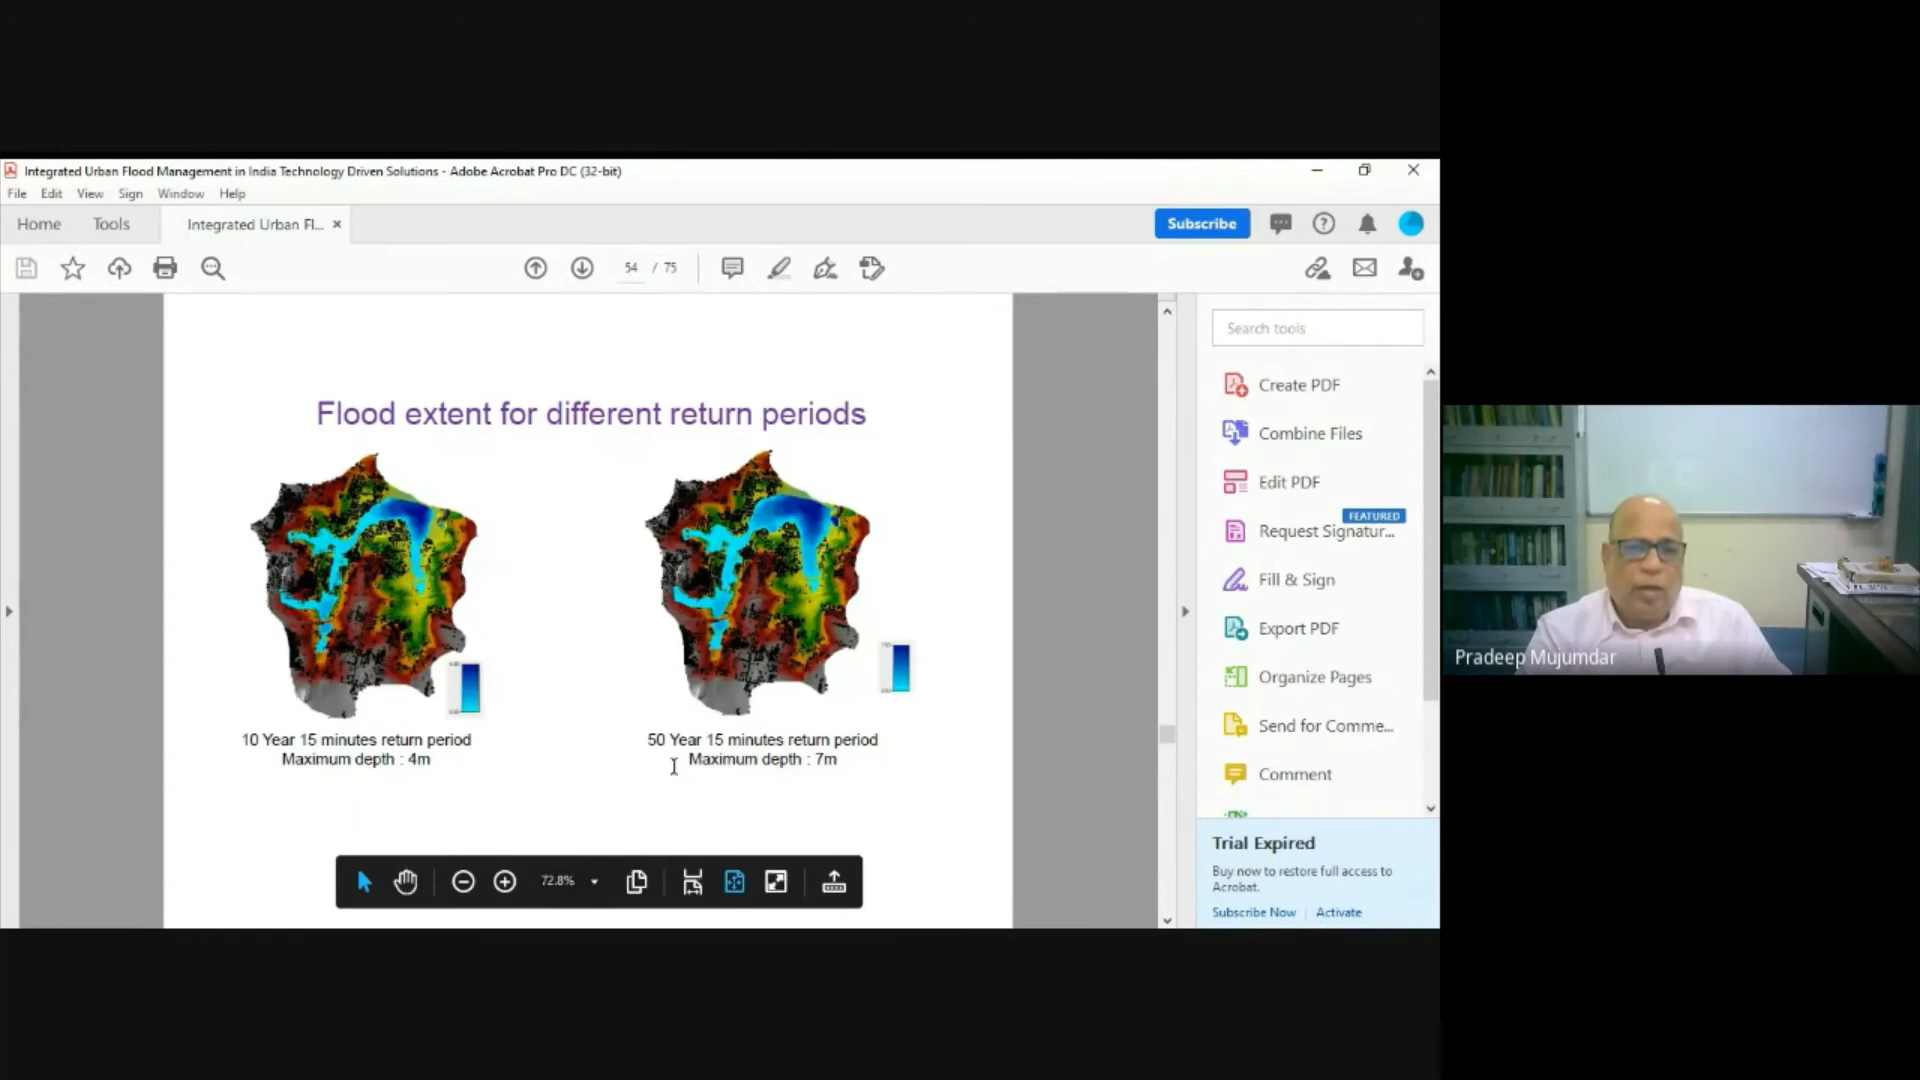 Integrated Urban Flood Management in India Technology Driven Solutions - Adobe Acrobat Pro DC (32-bit)
File Edit View Sign Window Help
Home Tools Integrated Urban Fl... ×
Subscribe
54 / 75
Search tools
Create PDF
Combine Files
Edit PDF
FEATURED
Request Signatur...
Fill & Sign
Export PDF
Organize Pages
Send for Comme...
Comment
Trial Expired
Buy now to restore full access to
Acrobat.
Subscribe Now Activate
Flood extent for different return periods
10 Year 15 minutes return period
Maximum depth : 4m
50 Year 15 minutes return period
Maximum depth : 7m
72.8%
Pradeep Mujumdar